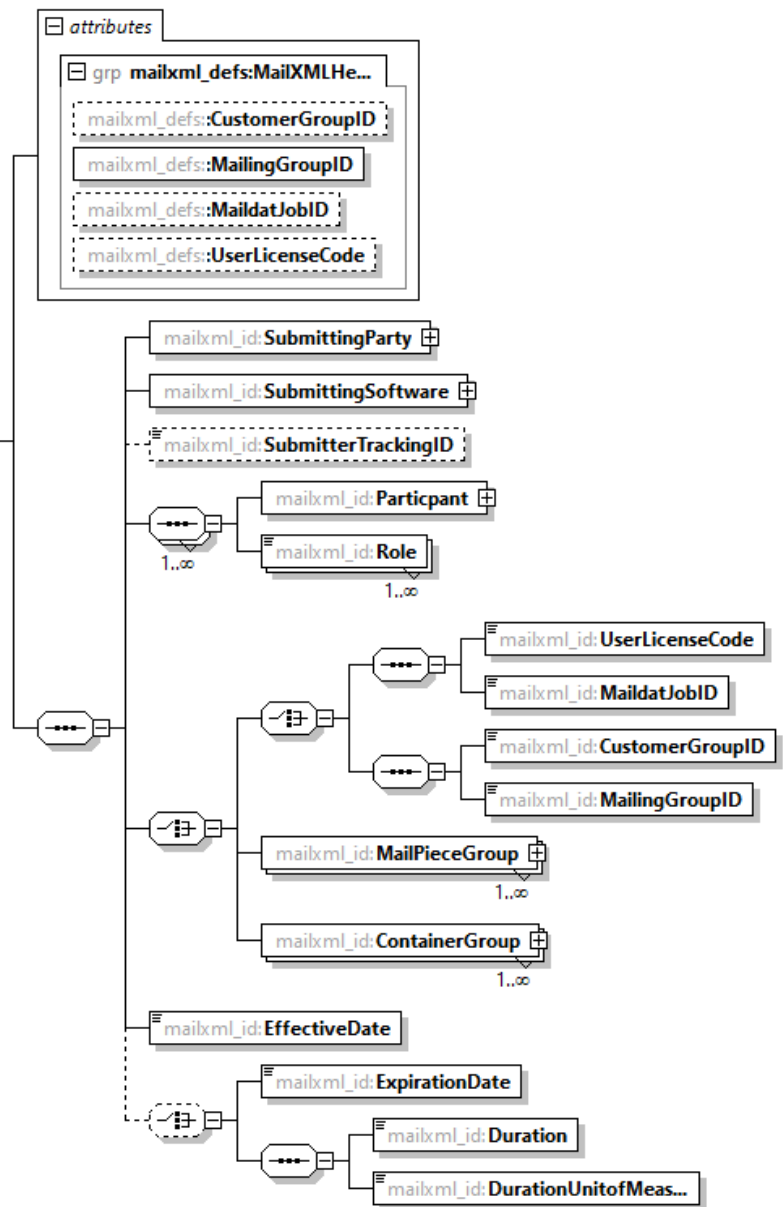 attributes
grp mailxml_defs:MailXMLHe...
mailxml_defs::CustomerGroupID
mailxml_defs::MailingGroupID
mailxml_defs::MaildatJobID
mailxml_defs::UserLicenseCode
mailxml_id:SubmittingParty
mailxml_id:SubmittingSoftware
mailxml_id:SubmitterTrackingID
mailxml_id:Particpant
mailxml_id:Role
1..∞
1..∞
mailxml_id:UserLicenseCode
mailxml_id:MaildatJobID
mailxml_id:CustomerGroupID
mailxml_id:MailingGroupID
mailxml_id:MailPieceGroup
1..∞
mailxml_id:ContainerGroup
1..∞
mailxml_id:EffectiveDate
mailxml_id:ExpirationDate
mailxml_id:Duration
mailxml_id:DurationUnitofMeas...